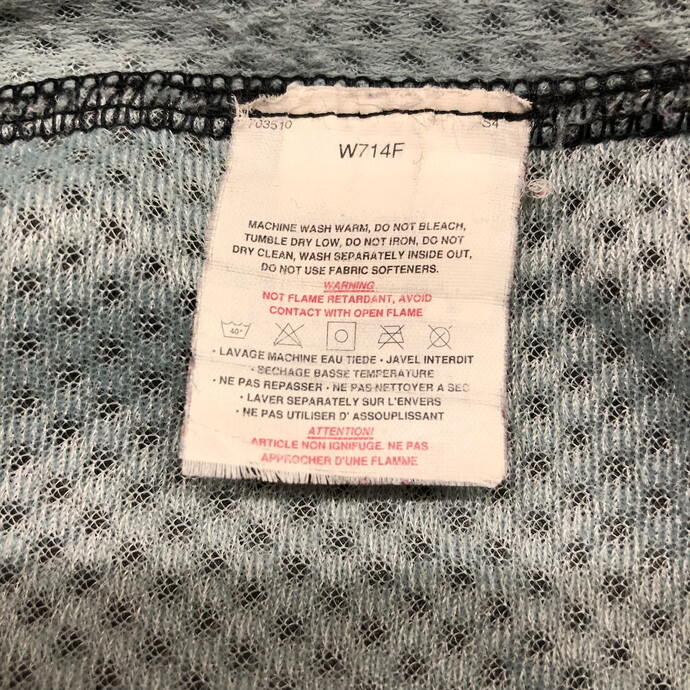 703510 S4
W714F
MACHINE WASH WARM, DO NOT BLEACH,
TUMBLE DRY LOW, DO NOT IRON, DO NOT
DRY CLEAN, WASH SEPARATELY INSIDE OUT,
DO NOT USE FABRIC SOFTENERS.
WARNING
NOT FLAME RETARDANT, AVOID
CONTACT WITH OPEN FLAME
40°
· LAVAGE MACHINE EAU TIEDE · JAVEL INTERDIT
· SECHAGE BASSE TEMPERATURE
· NE PAS REPASSER · NE PAS NETTOYER A SEC
· LAVER SEPARATELY SUR L'ENVERS
· NE PAS UTILISER D' ASSOUPLISSANT
ATTENTION!
ARTICLE NON IGNIFUGE. NE PAS
APPROCHER D'UNE FLAMME